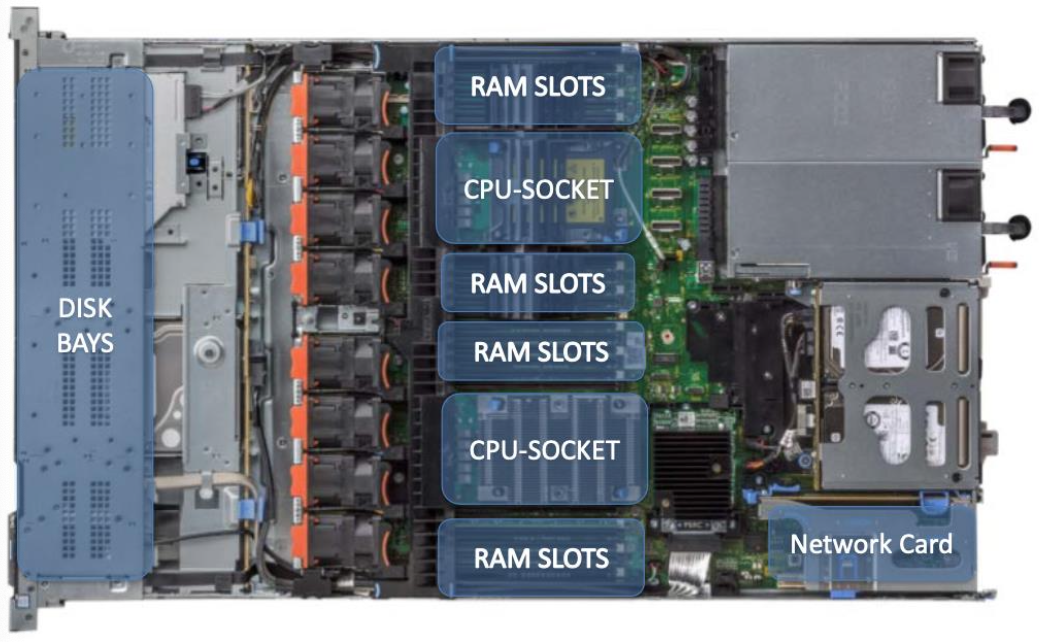 RAM SLOTS
CPU-SOCKET
RAM SLOTS
DISK
BAYS
RAM SLOTS
CPU-SOCKET
Network Card
RAM SLOTS